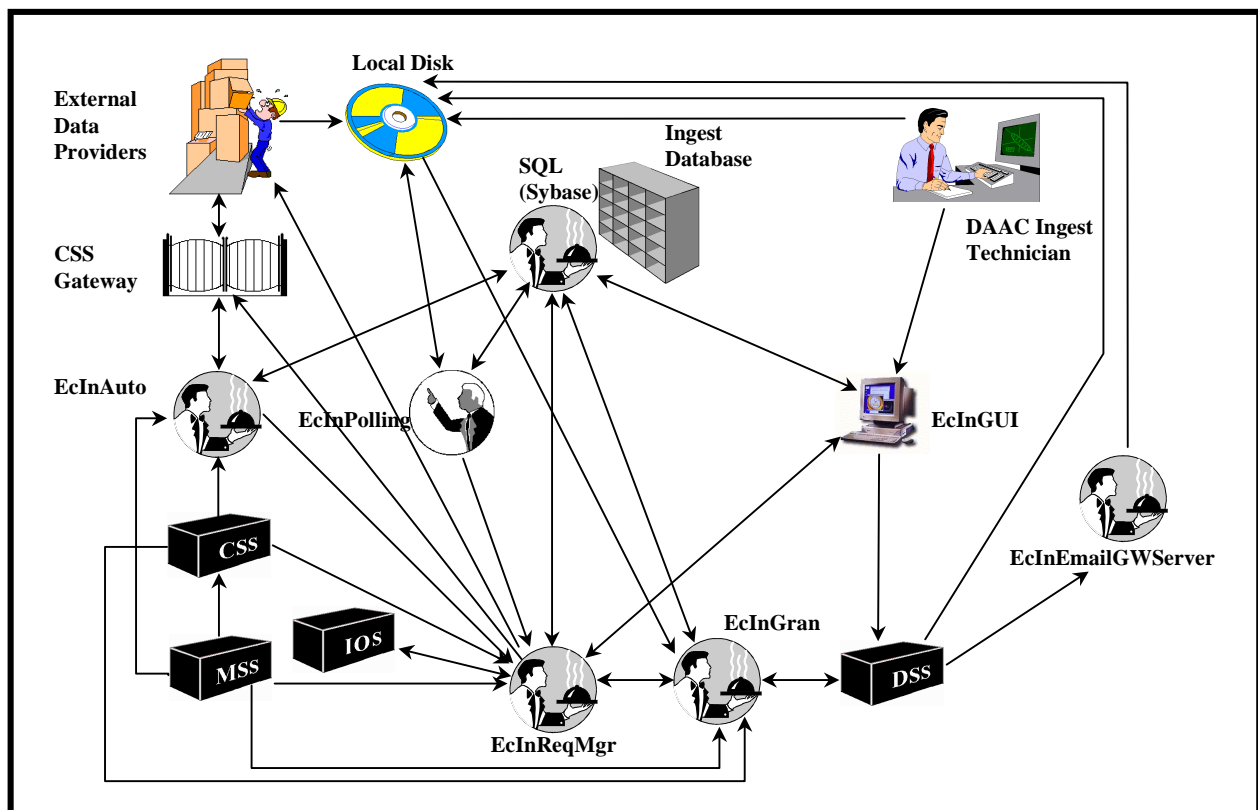 Local Disk
External
Data
Providers
Ingest
Database
SQL
(Sybase)
DAAC Ingest
Technician
CSS
Gateway
EcInAuto
EcInPolling
EcInGUI
CSS
EcInEmailGWServer
EcInGran
IOS
MSS
DSS
EcInReqMgr